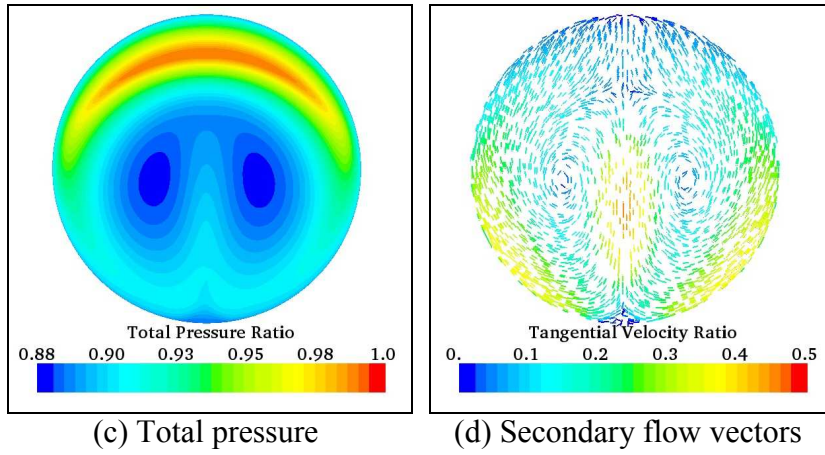 Total Pressure Ratio
0.88 0.90 0.93 0.95 0.98 1.0
(c) Total pressure
Tangential Velocity Ratio
0. 0.1 0.2 0.3 0.4 0.5
(d) Secondary flow vectors